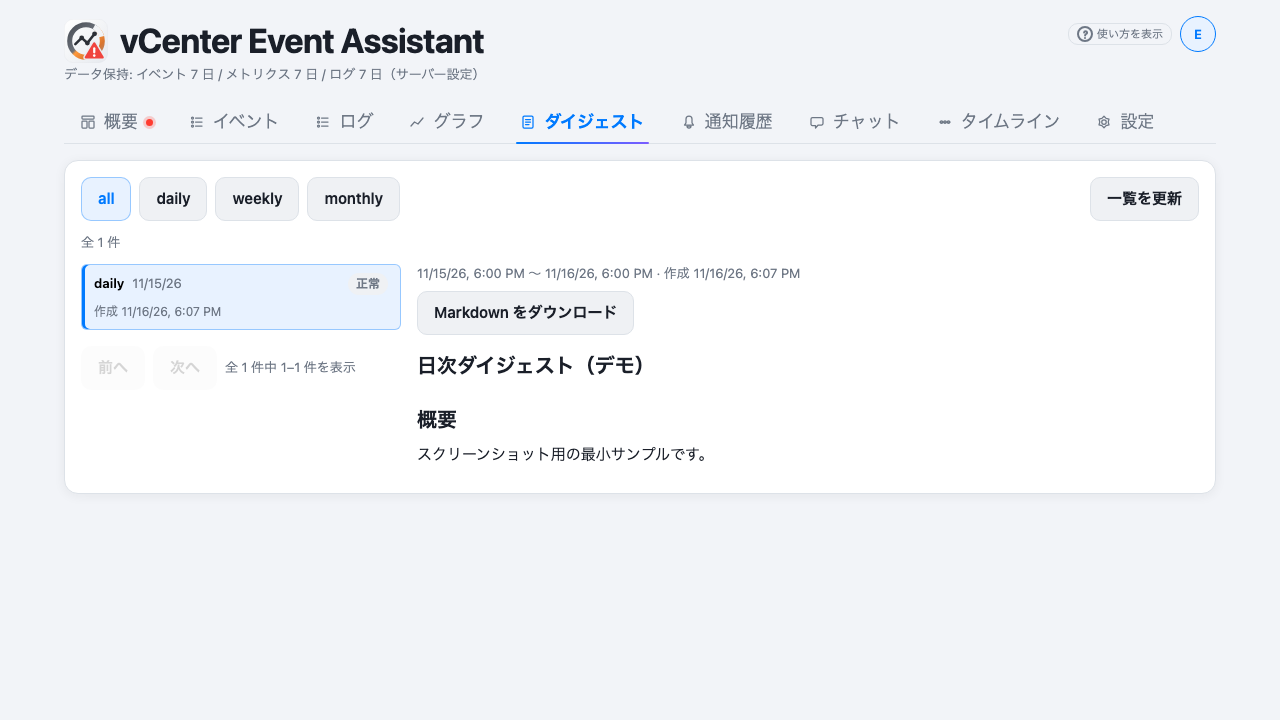 vCenter Event Assistant
データ保持: イベント 7 日 / メトリクス 7 日 / ログ 7 日（サーバー設定）
使い方を表示
E
概要
イベント
ログ
グラフ
ダイジェスト
通知履歴
チャット
タイムライン
設定
all
daily
weekly
monthly
一覧を更新
全 1 件
daily 11/15/26
正常
作成 11/16/26, 6:07 PM
前へ
次へ
全 1 件中 1–1 件を表示
11/15/26, 6:00 PM 〜 11/16/26, 6:00 PM · 作成 11/16/26, 6:07 PM
Markdown をダウンロード
日次ダイジェスト（デモ）
概要
スクリーンショット用の最小サンプルです。